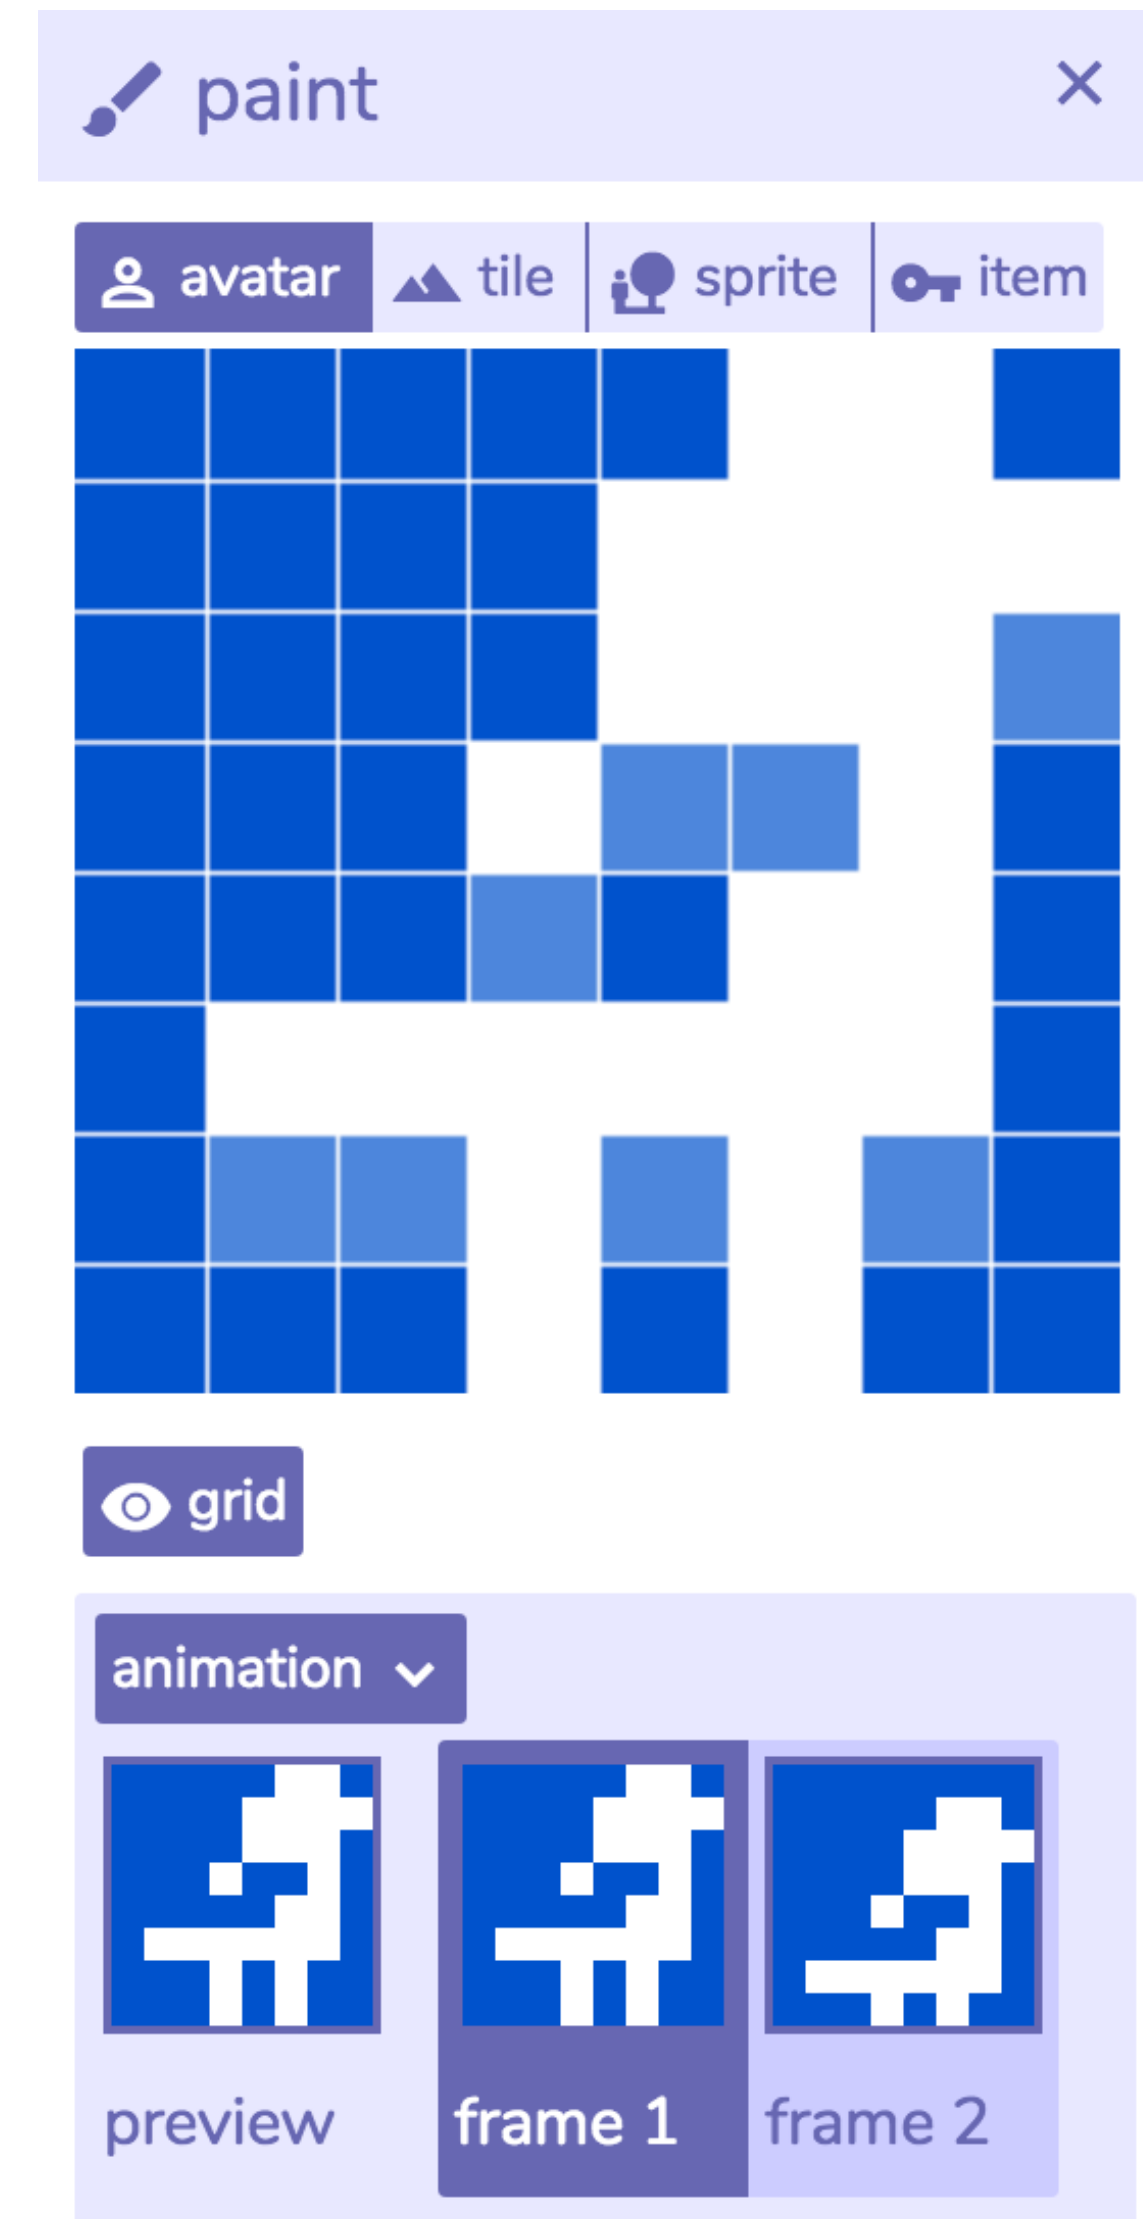 paint
avatar tile sprite item
grid
animation
preview frame 1 frame 2